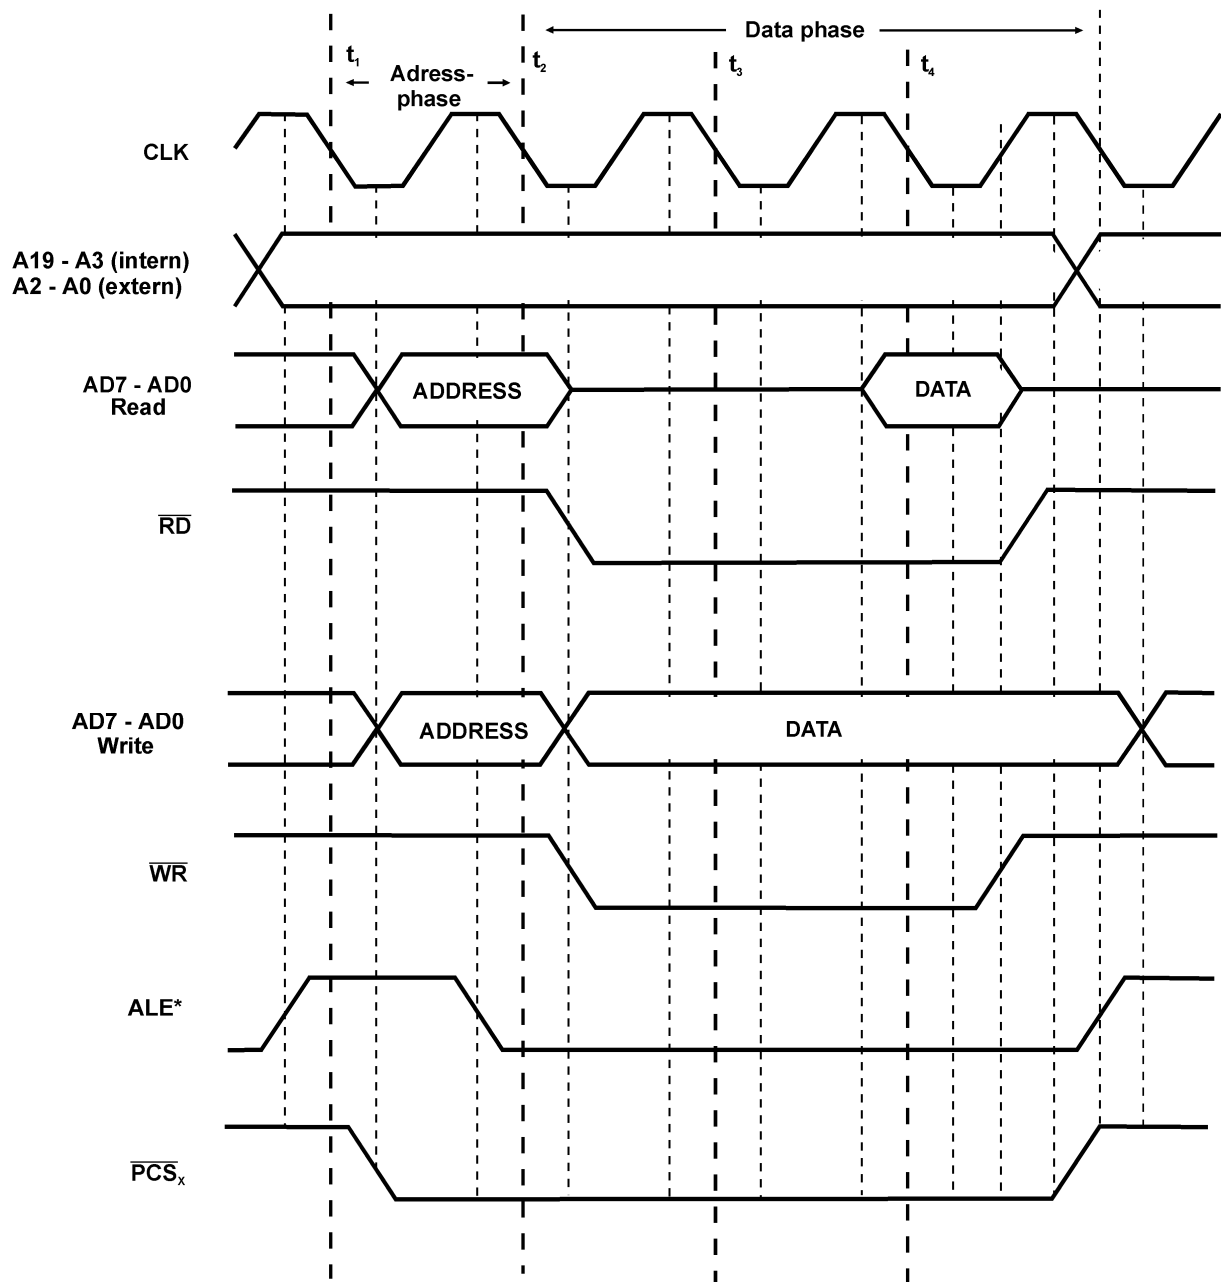 Data phase
t1
t2
t3
t4
Adress-
phase
CLK
A19 - A3 (intern)
A2 - A0 (extern)
AD7 - AD0
Read
ADDRESS
DATA
RD
AD7 - AD0
Write
ADDRESS
DATA
WR
ALE*
PCSx